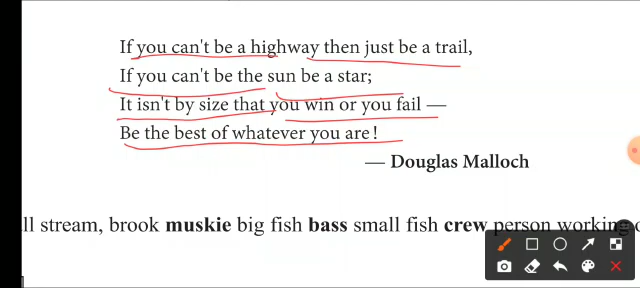 If you can't be a highway then just be a trail,
If you can't be the sun be a star;
It isn't by size that you win or you fail —
Be the best of whatever you are!
— Douglas Malloch
ll stream, brook muskie big fish bass small fish crew person working